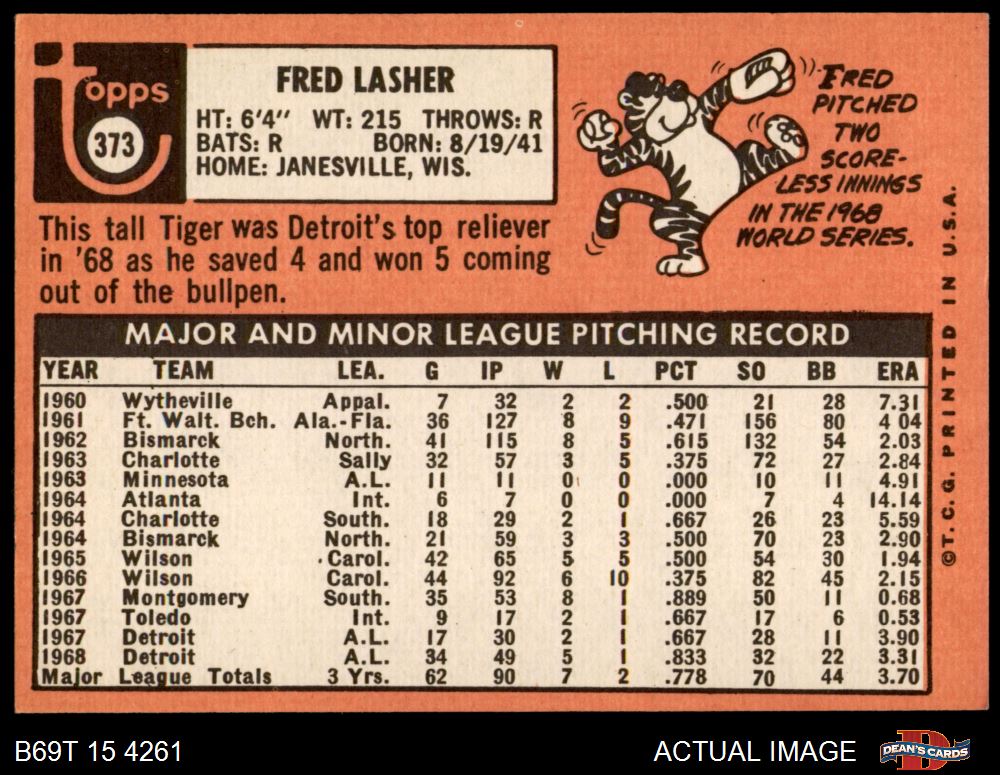 Topps
373
FRED LASHER
HT: 6'4" WT: 215 THROWS: R
BATS: R BORN: 8/19/41
HOME: JANESVILLE, WIS.
FRED
PITCHED
TWO
SCORE-
LESS INNINGS
IN THE 1968
WORLD SERIES.
This tall Tiger was Detroit's top reliever
in '68 as he saved 4 and won 5 coming
out of the bullpen.
MAJOR AND MINOR LEAGUE PITCHING RECORD
YEAR TEAM LEA. G IP W L PCT SO BB ERA
1960 Wytheville Appal. 7 32 2 2 .500 21 28 7.31
1961 Ft. Walt. Bch. Ala.-Fla. 36 127 8 9 .471 156 80 4 04
1962 Bismarck North. 41 115 8 5 .615 132 54 2.03
1963 Charlotte Sally 32 57 3 5 .375 72 27 2.84
1963 Minnesota A.L. 11 11 0 0 .000 10 11 4.91
1964 Atlanta Int. 6 7 0 0 .000 7 4 14.14
1964 Charlotte South. 18 29 2 1 .667 26 23 5.59
1964 Bismarck North. 21 59 3 3 .500 70 23 2.90
1965 Wilson Carol. 42 65 5 5 .500 54 30 1.94
1966 Wilson Carol. 44 92 6 10 .375 82 45 2.15
1967 Montgomery South. 35 53 8 1 .889 50 11 0.68
1967 Toledo Int. 9 17 2 1 .667 17 6 0.53
1967 Detroit A.L. 17 30 2 1 .667 28 11 3.90
1968 Detroit A.L. 34 49 5 1 .833 32 22 3.31
Major League Totals 3 Yrs. 62 90 7 2 .778 70 44 3.70
©T.C.G. PRINTED IN U.S.A.
B69T 15 4261
ACTUAL IMAGE
DEAN'S CARDS